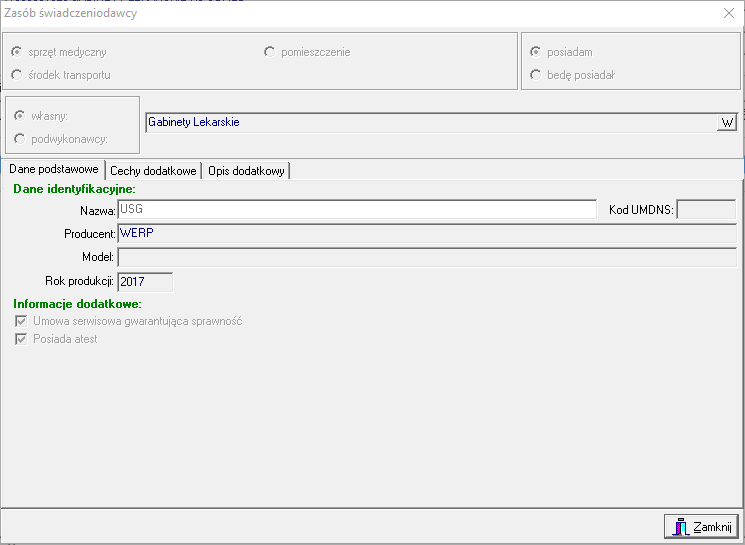 Zasób świadczeniodawcy
sprzęt medyczny pomieszczenie posiadam
środek transportu bedę posiadał
własny:
podwykonawcy:
Gabinety Lekarskie W
Dane podstawowe Cechy dodatkowe Opis dodatkowy
Dane identyfikacyjne:
Nazwa: USG Kod UMDNS:
Producent: WERP
Model:
Rok produkcji: 2017
Informacje dodatkowe:
Umowa serwisowa gwarantująca sprawność
Posiada atest
Zamknij